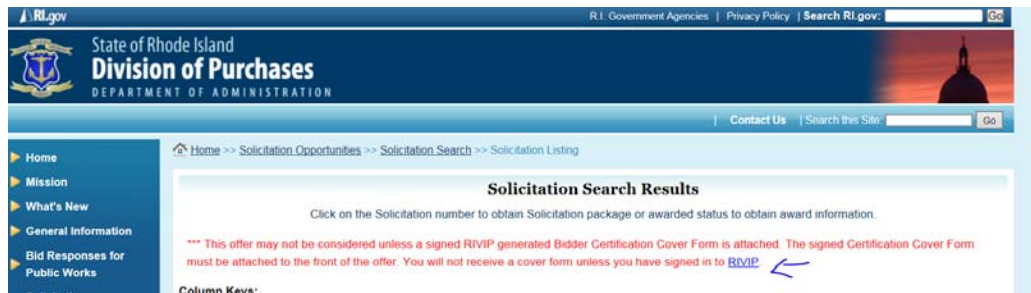 RI.gov
R.I. Government Agencies | Privacy Policy | Search RI.gov: Go
State of Rhode Island
Division of Purchases
DEPARTMENT OF ADMINISTRATION
| Contact Us | Search this Site: Go
Home >> Solicitation Opportunities >> Solicitation Search >> Solicitation Listing
Home
Mission
What's New
General Information
Bid Responses for
Public Works
Solicitation Search Results
Click on the Solicitation number to obtain Solicitation package or awarded status to obtain award information.
*** This offer may not be considered unless a signed RIVIP generated Bidder Certification Cover Form is attached. The signed Certification Cover Form
must be attached to the front of the offer. You will not receive a cover form unless you have signed in to RIVIP.
Column Keys: